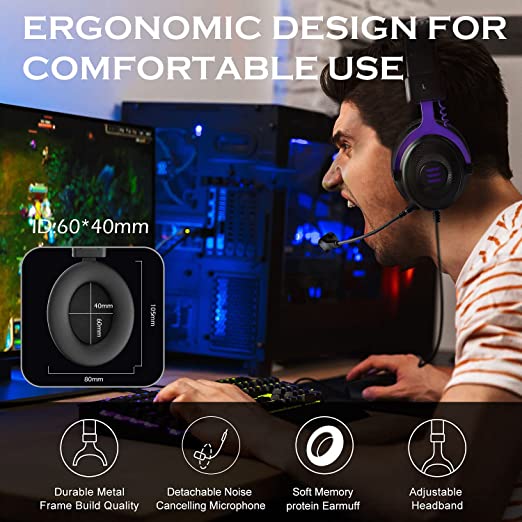 ERGONOMIC DESIGN FOR
COMFORTABLE USE
ID:60*40mm
40mm
60mm
105mm
80mm
Durable Metal
Frame Build Quality
Detachable Noise
Cancelling Microphone
Soft Memory
protein Earmuff
Adjustable
Headband